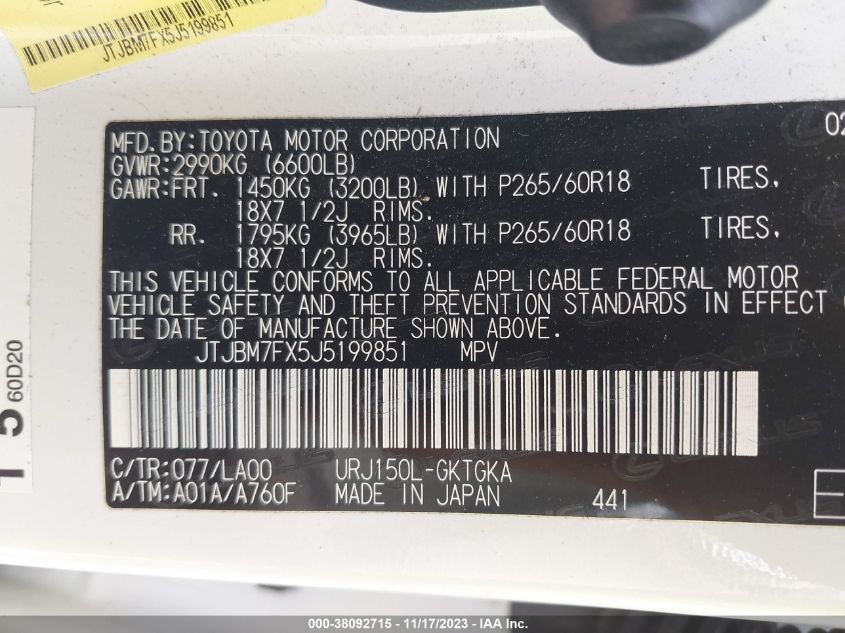 JTJBM7FX5J5199851
MFD. BY: TOYOTA MOTOR CORPORATION
GVWR: 2990KG (6600LB)
GAWR: FRT. 1450KG (3200LB) WITH P265/60R18 TIRES,
18X7 1/2J RIMS.
RR. 1795KG (3965LB) WITH P265/60R18 TIRES,
18X7 1/2J RIMS.
THIS VEHICLE CONFORMS TO ALL APPLICABLE FEDERAL MOTOR
VEHICLE SAFETY AND THEFT PREVENTION STANDARDS IN EFFECT
THE DATE OF MANUFACTURE SHOWN ABOVE.
JTJBM7FX5J5199851 MPV
C/TR: 077/LA00 URJ150L-GKTGKA
A/TM: A01A/A760F MADE IN JAPAN 441
60D20
000-38092715 - 11/17/2023 - IAA Inc.